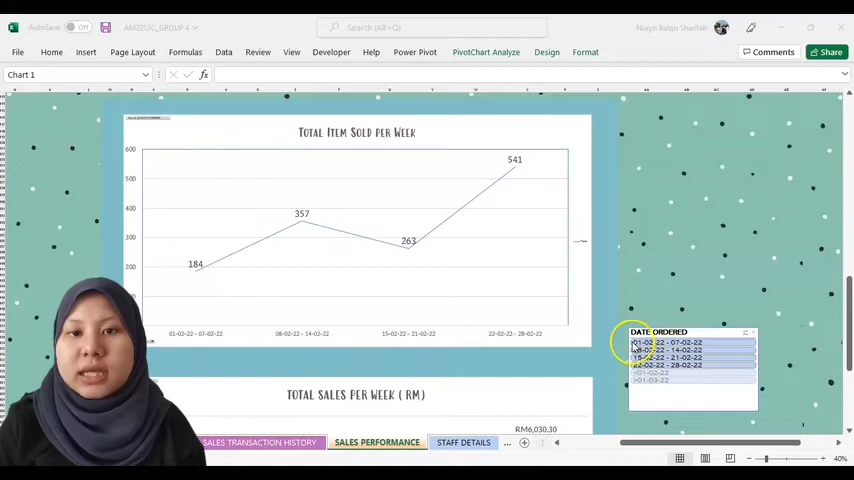 AutoSave Off AM225JC_GROUP 4 Search (Alt+Q) Nuryn Balqis Sharifah
File Home Insert Page Layout Formulas Data Review View Developer Help Power Pivot PivotChart Analyze Design Format Comments Share
Chart 1 fx
TOTAL ITEM SOLD PER WEEK
600
500
400
300
200
184
357
263
541
01-02-22 - 07-02-22 08-02-22 - 14-02-22 15-02-22 - 21-02-22 22-02-22 - 28-02-22
DATE ORDERED
01-02-22 - 07-02-22
08-02-22 - 14-02-22
15-02-22 - 21-02-22
22-02-22 - 28-02-22
<01-02-22
>01-03-22
TOTAL SALES PER WEEK ( RM)
RM6,030.30
SALES TRANSACTION HISTORY SALES PERFORMANCE STAFF DETAILS ...
40%